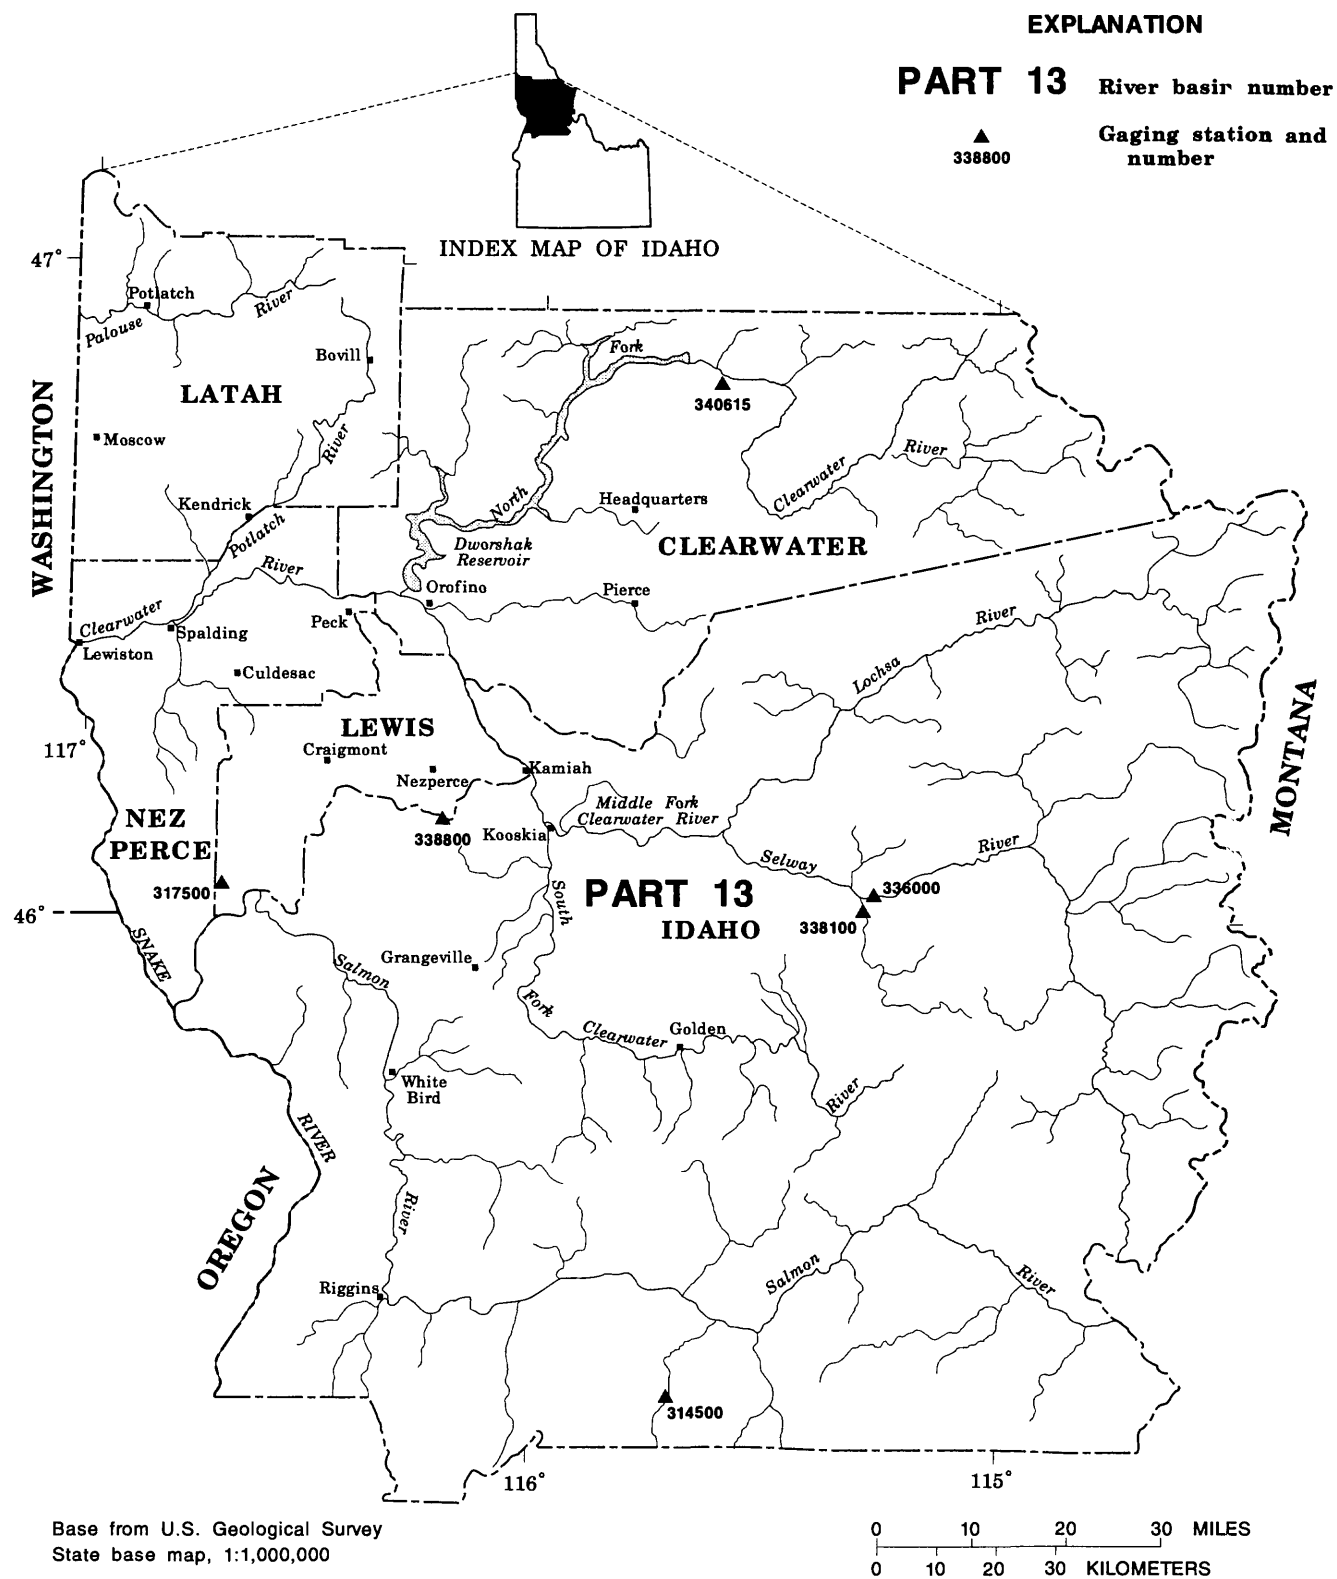 EXPLANATION
PART 13 River basin number
338800
Gaging station and
number
INDEX MAP OF IDAHO
47°
Potlatch
River
Palouse
Bovill
LATAH
Fork
340615
WASHINGTON
Moscow
River
River
Clearwater
Kendrick
North
Headquarters
Potlatch
CLEARWATER
Dworshak
Reservoir
River
Orofino
Pierce
Clearwater
Peck
River
Spalding
Lewiston
Culdesac
Lochsa
MONTANA
LEWIS
Craigmont
117°
Nezperce
Kamiah
NEZ
PERCE
Middle Fork
Clearwater River
338800
Kooskia
Selway
River
317500
South
PART 13
IDAHO
336000
338100
46°
SNAKE
Salmon
Grangeville
Fork
Clearwater
Golden
White
Bird
River
RIVER
OREGON
River
Salmon
River
Riggins
314500
116°
115°
Base from U.S. Geological Survey
State base map, 1:1,000,000
0 10 20 30 MILES
0 10 20 30 KILOMETERS